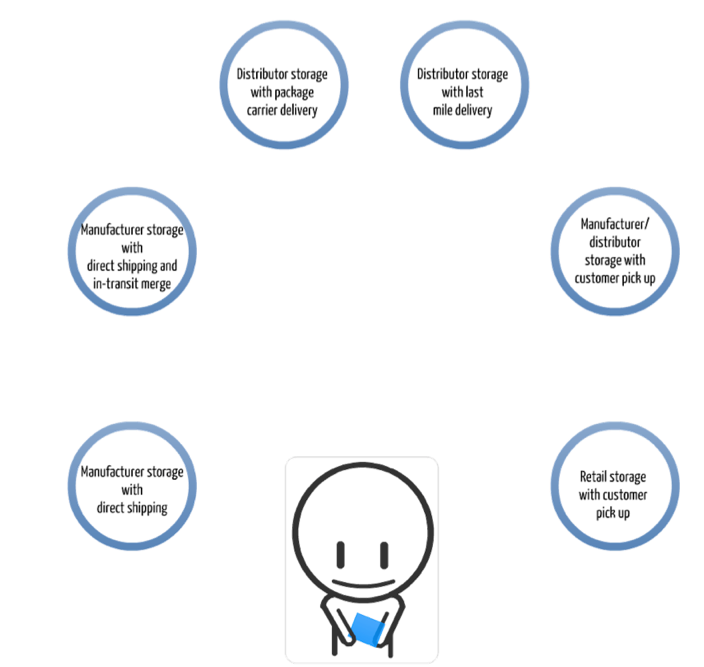 Distributor storage
with package
carrier delivery
Distributor storage
with last
mile delivery
Manufacturer storage
with
direct shipping and
in-transit merge
Manufacturer/
distributor
storage with
customer pick up
Manufacturer storage
with
direct shipping
Retail storage
with customer
pick up